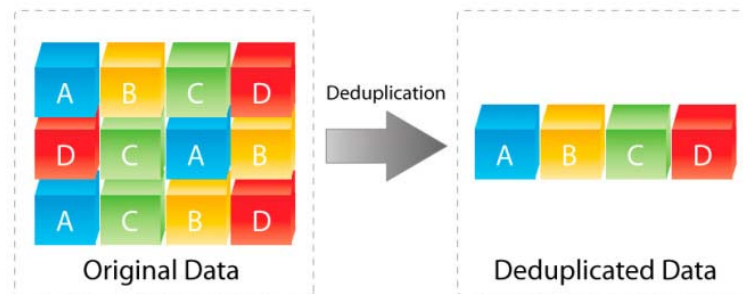 A B C D
D C A B
A C B D
Original Data
Deduplication
A B C D
Deduplicated Data